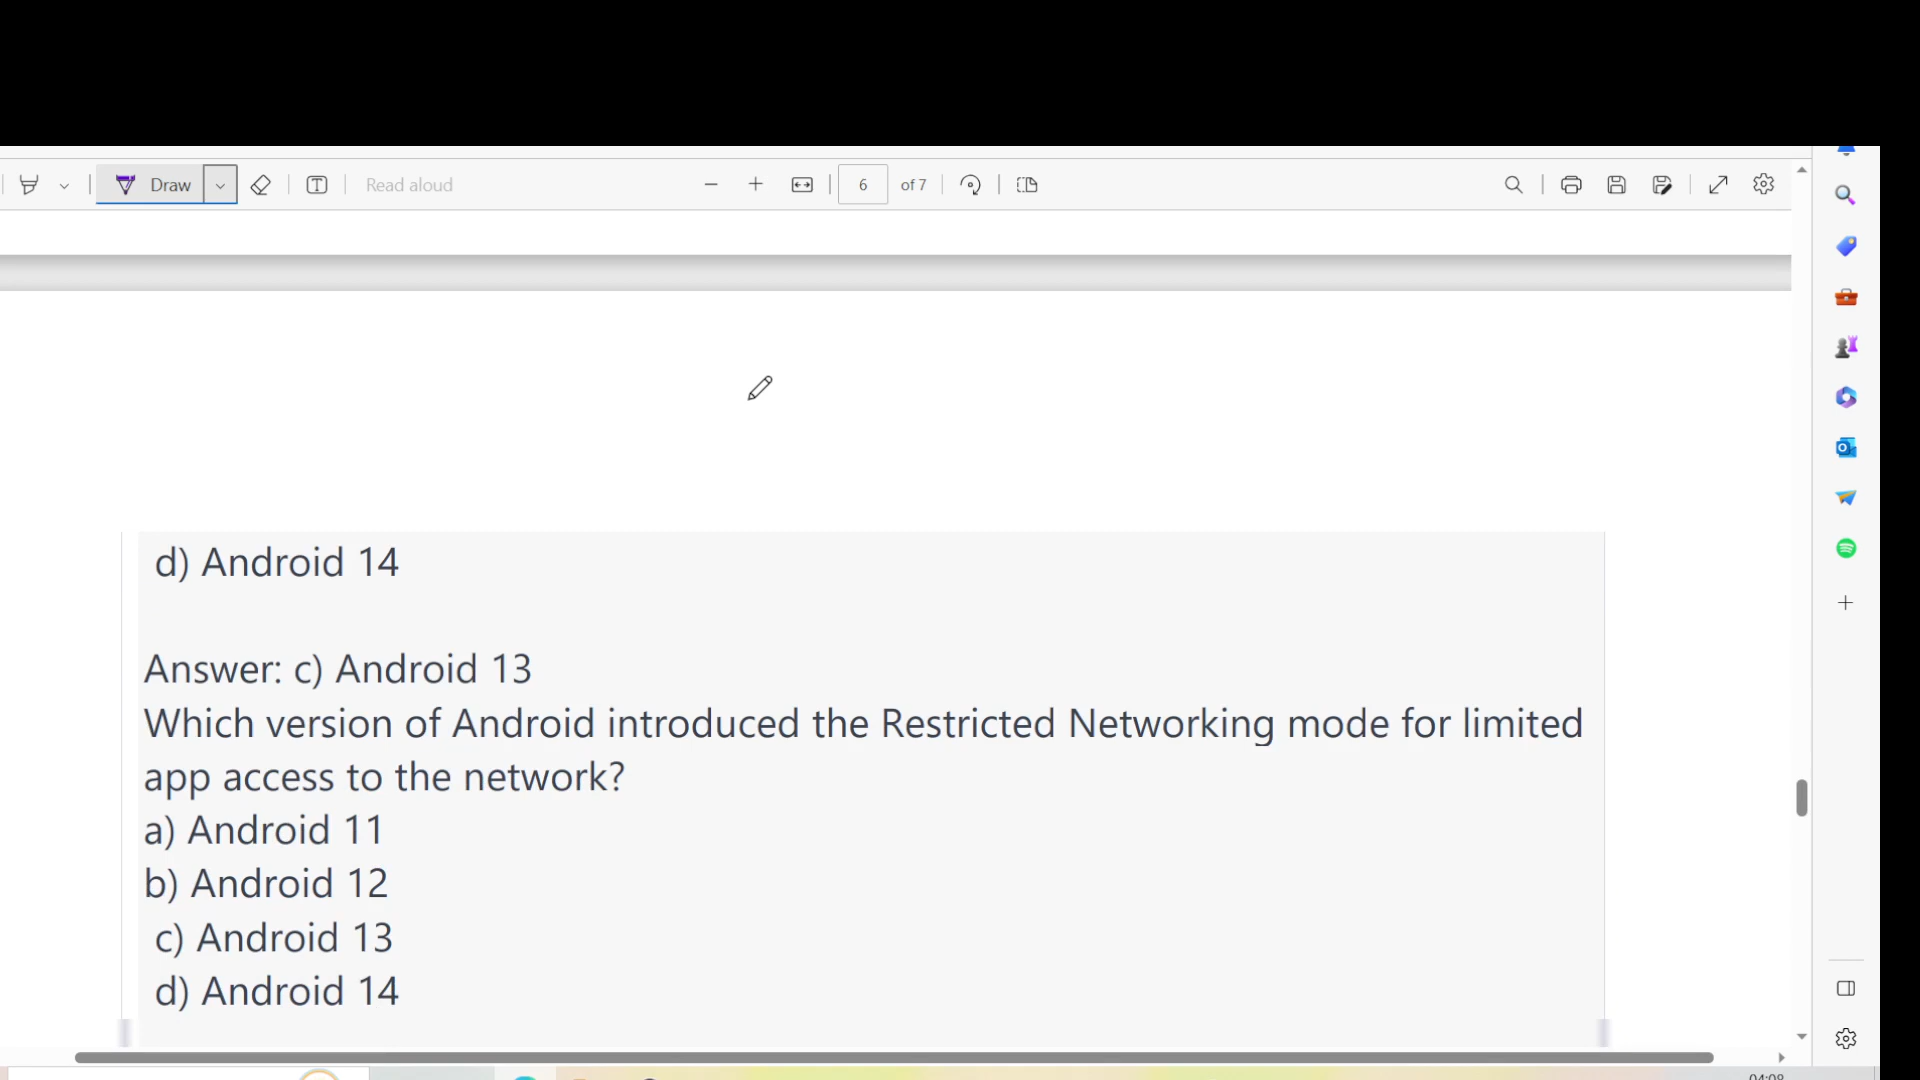 Draw
Read aloud
6
of 7
d) Android 14
Answer: c) Android 13
Which version of Android introduced the Restricted Networking mode for limited
app access to the network?
a) Android 11
b) Android 12
c) Android 13
d) Android 14